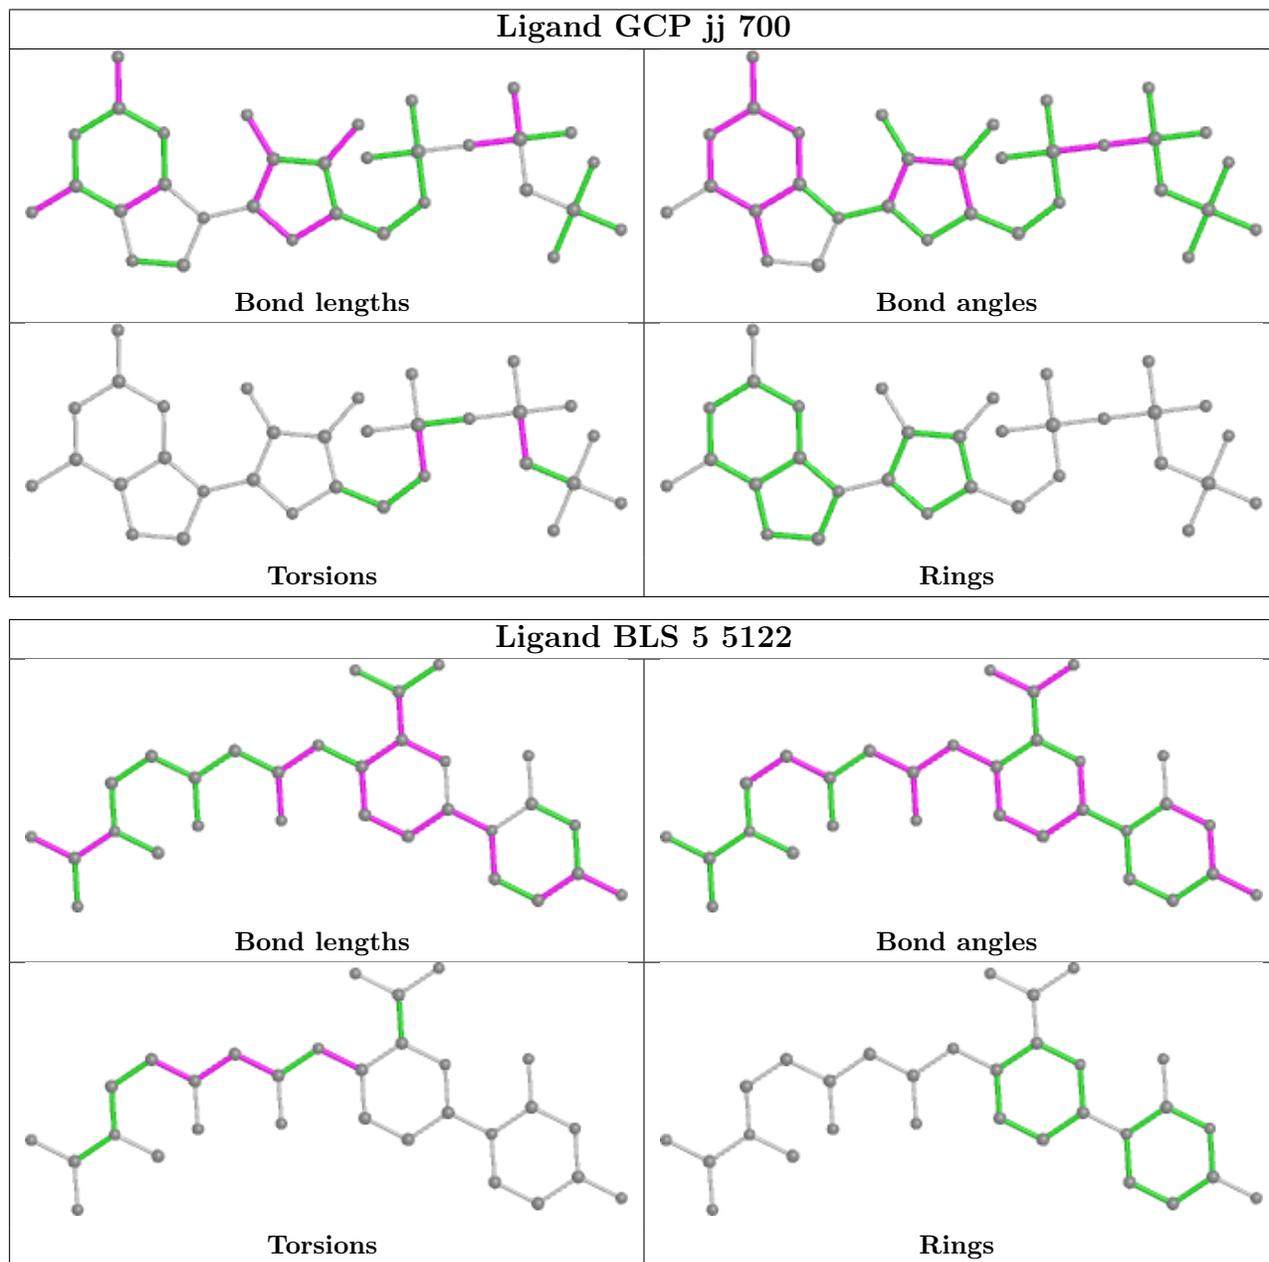 Ligand GCP jj 700
Bond lengths
Bond angles
Torsions
Rings
Ligand BLS 5 5122
Bond lengths
Bond angles
Torsions
Rings